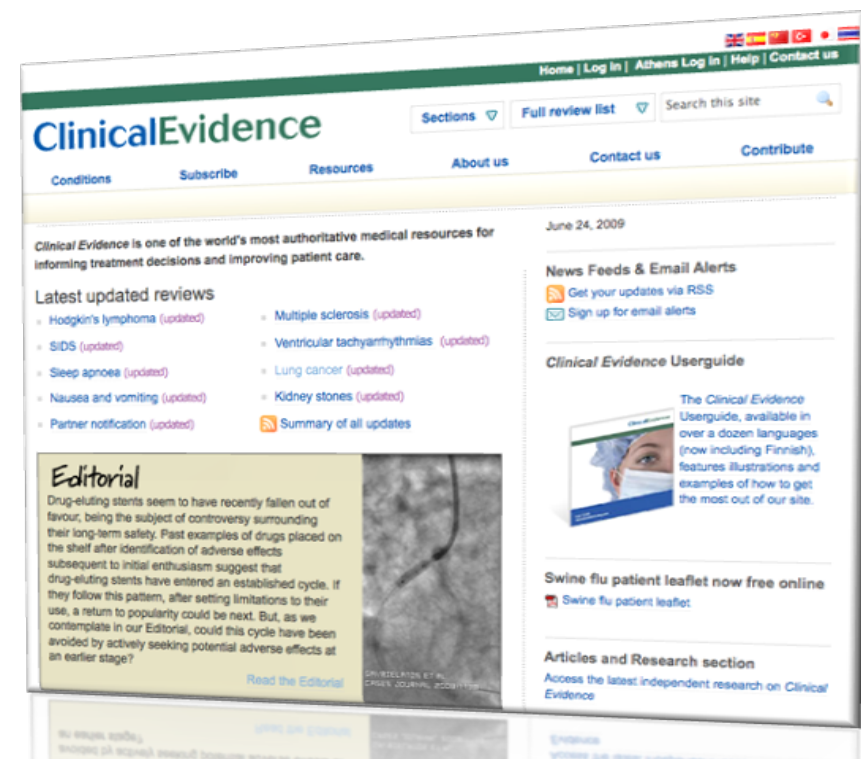 Home | Log in | Athens Log in | Help | Contact us
ClinicalEvidence
Sections
Full review list
Search this site
Conditions
Subscribe
Resources
About us
Contact us
Contribute
Clinical Evidence is one of the world's most authoritative medical resources for
informing treatment decisions and improving patient care.
Latest updated reviews
Hodgkin's lymphoma (updated)
SIDS (updated)
Sleep apnoea (updated)
Nausea and vomiting (updated)
Partner notification (updated)
Multiple sclerosis (updated)
Ventricular tachyarrhythmias (updated)
Lung cancer (updated)
Kidney stones (updated)
Summary of all updates
Editorial
Drug-eluting stents seem to have recently fallen out of
favour, being the subject of controversy surrounding
their long-term safety. Past examples of drugs placed on
the shelf after identification of adverse effects
subsequent to initial enthusiasm suggest that
drug-eluting stents have entered an established cycle. If
they follow this pattern, after setting limitations to their
use, a return to popularity could be next. But, as we
contemplate in our Editorial, could this cycle have been
avoided by actively seeking potential adverse effects at
an earlier stage?
Read the Editorial
CASES JOURNAL
June 24, 2009
News Feeds & Email Alerts
Get your updates via RSS
Sign up for email alerts
Clinical Evidence Userguide
ClinicalEvidence
The Clinical Evidence
Userguide, available in
over a dozen languages
(now including Finnish),
features illustrations and
examples of how to get
the most out of our site.
Swine flu patient leaflet now free online
Swine flu patient leaflet
Articles and Research section
Access the latest independent research on Clinical
Evidence